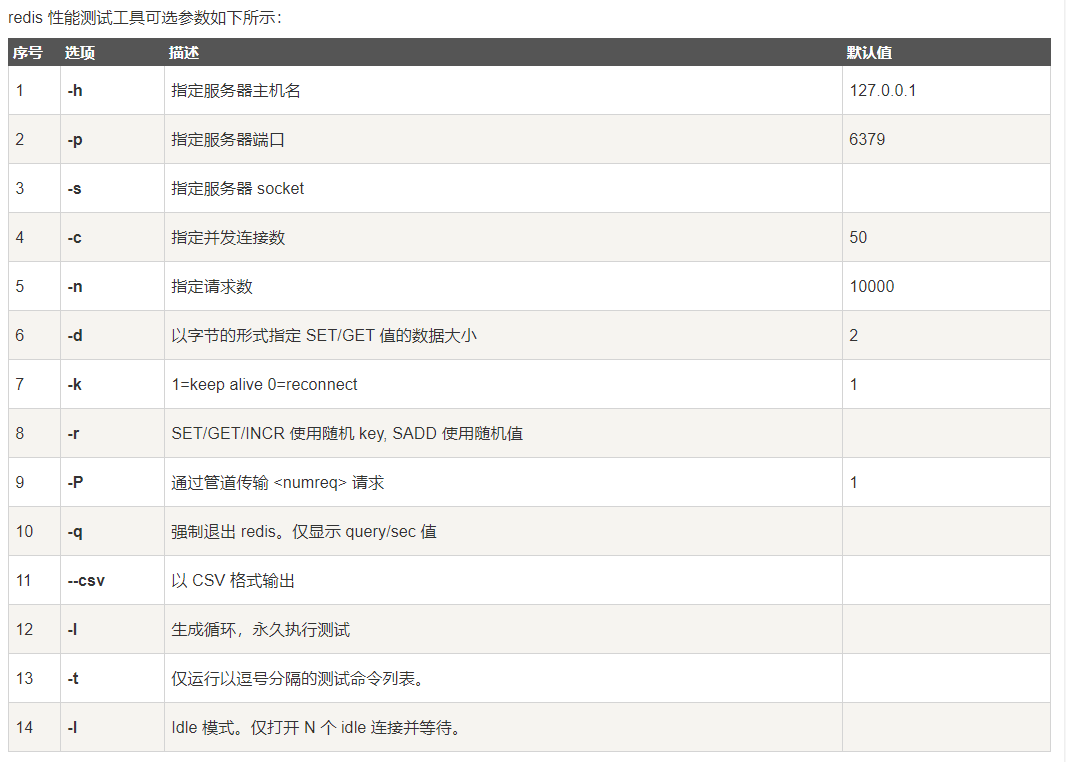 redis 性能测试工具可选参数如下所示：
序号 选项 描述 默认值
1 -h 指定服务器主机名 127.0.0.1
2 -p 指定服务器端口 6379
3 -s 指定服务器 socket
4 -c 指定并发连接数 50
5 -n 指定请求数 10000
6 -d 以字节的形式指定 SET/GET 值的数据大小 2
7 -k 1=keep alive 0=reconnect 1
8 -r SET/GET/INCR 使用随机 key, SADD 使用随机值
9 -P 通过管道传输 <numreq> 请求 1
10 -q 强制退出 redis。仅显示 query/sec 值
11 --csv 以 CSV 格式输出
12 -l 生成循环，永久执行测试
13 -t 仅运行以逗号分隔的测试命令列表。
14 -I Idle 模式。仅打开 N 个 idle 连接并等待。